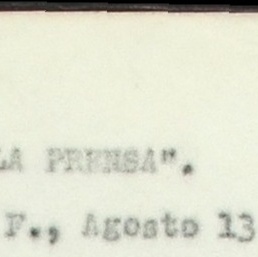 LA PRENSA".
F., Agosto 13